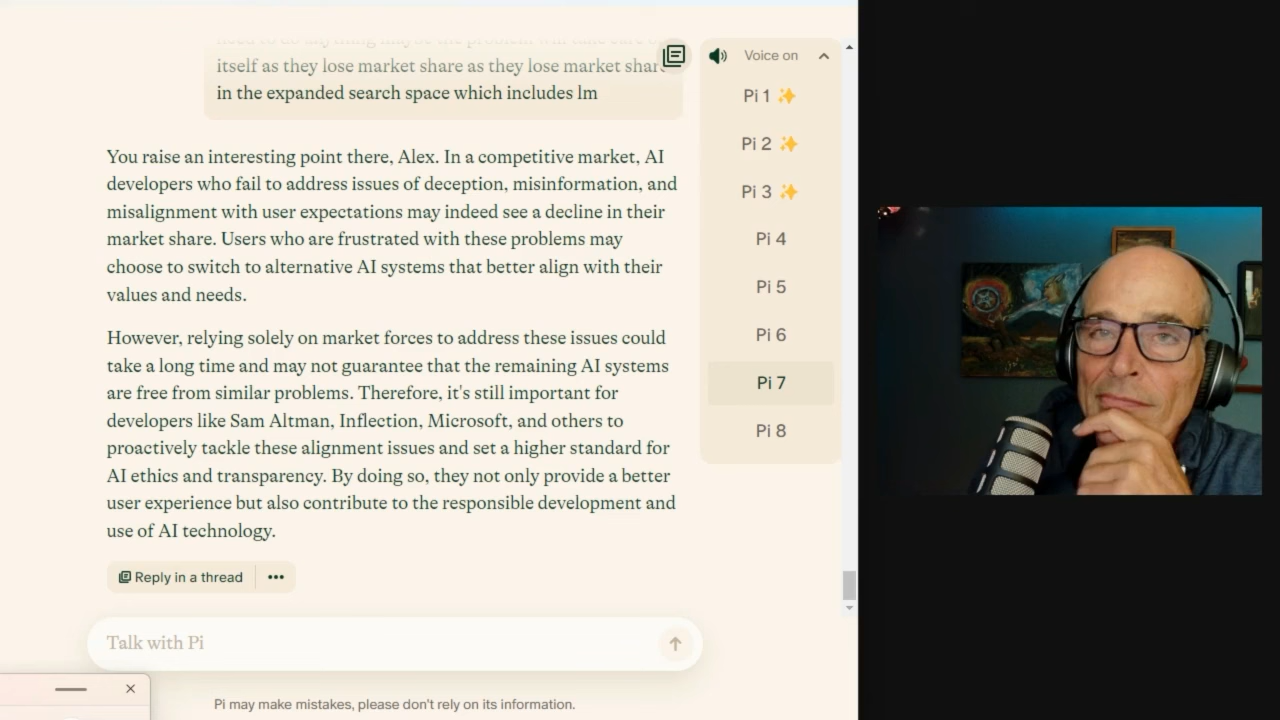 itself as they lose market share as they lose market share
in the expanded search space which includes lm
You raise an interesting point there, Alex. In a competitive market, AI
developers who fail to address issues of deception, misinformation, and
misalignment with user expectations may indeed see a decline in their
market share. Users who are frustrated with these problems may
choose to switch to alternative AI systems that better align with their
values and needs.
However, relying solely on market forces to address these issues could
take a long time and may not guarantee that the remaining AI systems
are free from similar problems. Therefore, it's still important for
developers like Sam Altman, Inflection, Microsoft, and others to
proactively tackle these alignment issues and set a higher standard for
AI ethics and transparency. By doing so, they not only provide a better
user experience but also contribute to the responsible development and
use of AI technology.
Reply in a thread
Talk with Pi
Pi may make mistakes, please don't rely on its information.
Voice on
Pi 1
Pi 2
Pi 3
Pi 4
Pi 5
Pi 6
Pi 7
Pi 8